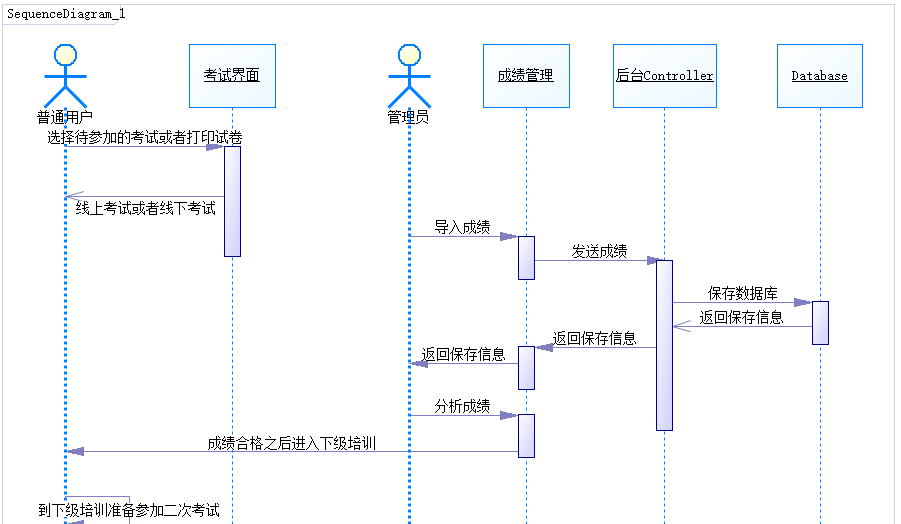 SequenceDiagram_1
考试界面
成绩管理
后台Controller
Database
普通用户
管理员
选择待参加的考试或者打印试卷
线上考试或者线下考试
导入成绩
发送成绩
保存数据库
返回保存信息
返回保存信息
返回保存信息
分析成绩
成绩合格之后进入下级培训
到下级培训准备参加二次考试